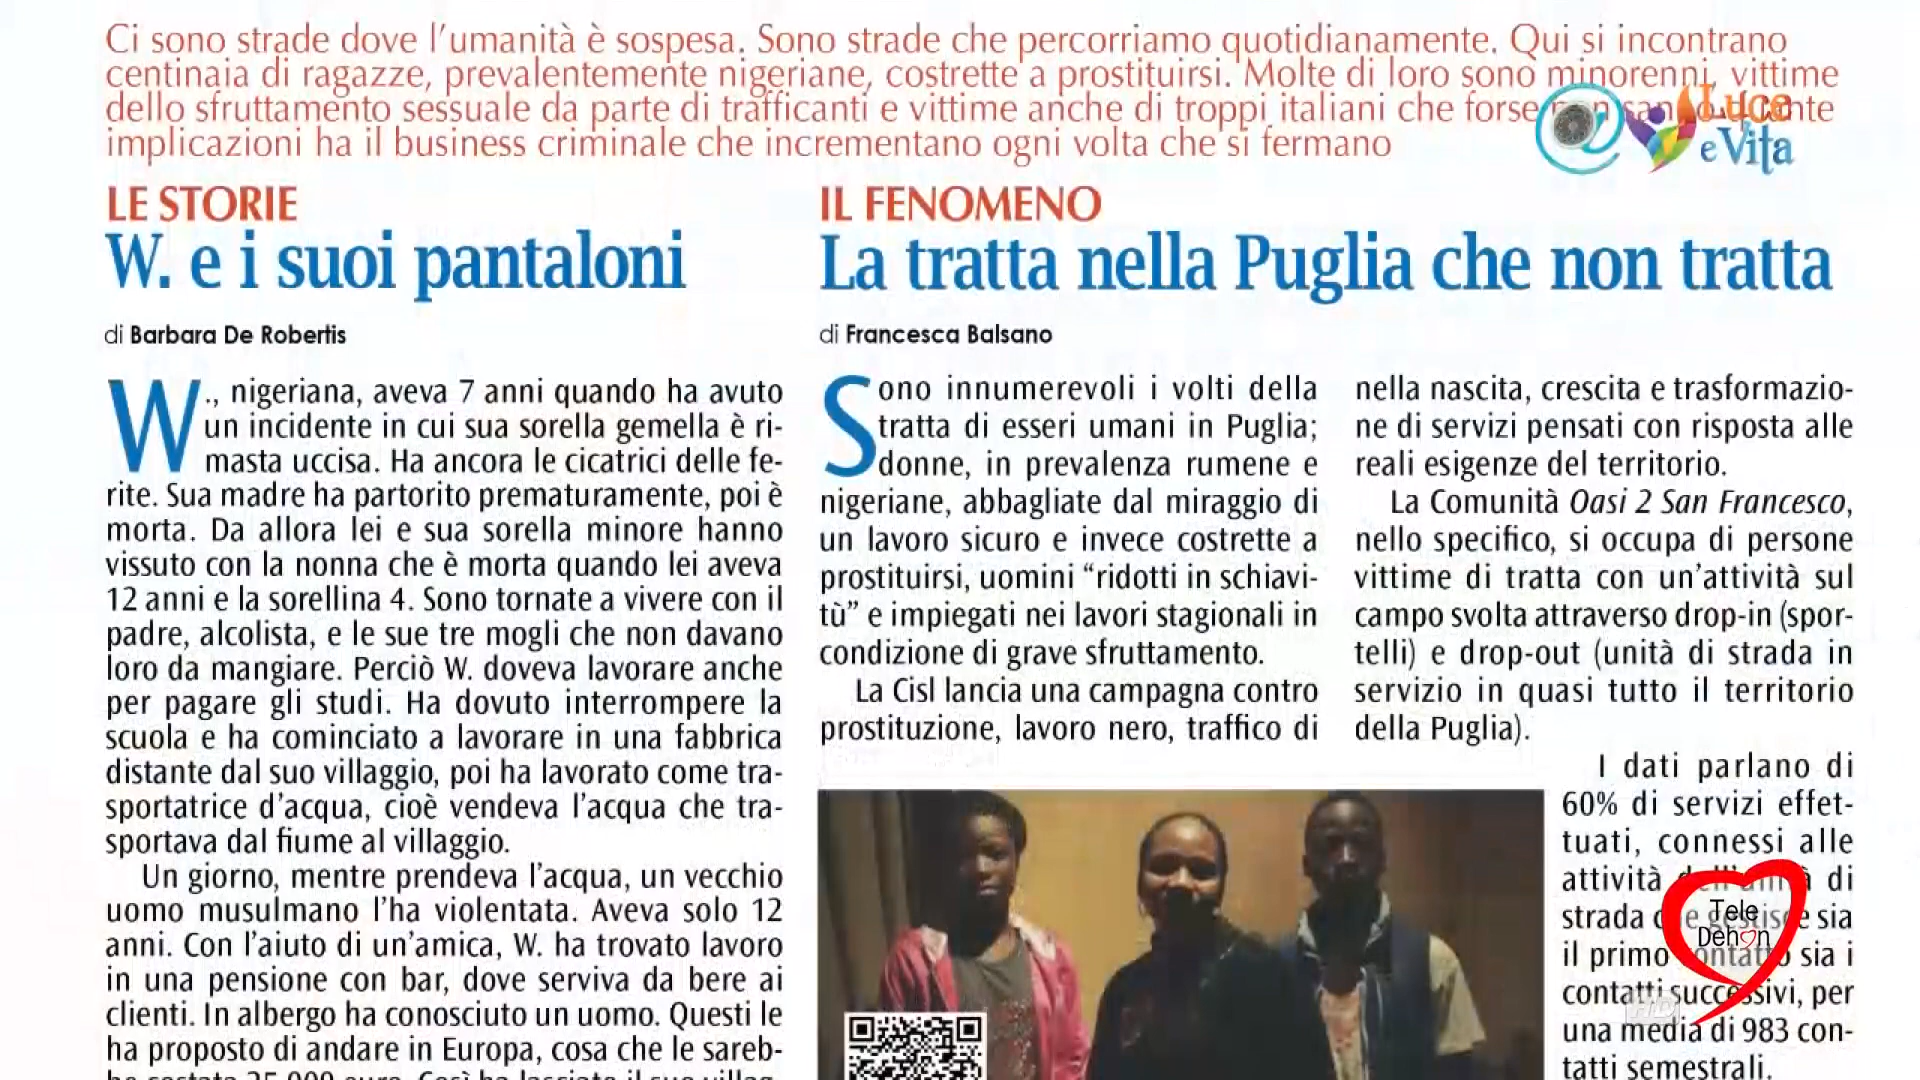 Ci sono strade dove l'umanità è sospesa. Sono strade che percorriamo quotidianamente. Qui si incontrano
centinaia di ragazze, prevalentemente nigeriane, costrette a prostituirsi. Molte di loro sono minorenni, vittime
dello sfruttamento sessuale da parte di trafficanti e vittime anche di troppi italiani che forse
implicazioni ha il business criminale che incrementano ogni volta che si fermano
Luce
e Vita
LE STORIE
W. e i suoi pantaloni
di Barbara De Robertis
W., nigeriana, aveva 7 anni quando ha avuto
un incidente in cui sua sorella gemella è ri-
masta uccisa. Ha ancora le cicatrici delle fe-
rite. Sua madre ha partorito prematuramente, poi è
morta. Da allora lei e sua sorella minore hanno
vissuto con la nonna che è morta quando lei aveva
12 anni e la sorellina 4. Sono tornate a vivere con il
padre, alcolista, e le sue tre mogli che non davano
loro da mangiare. Perciò W. doveva lavorare anche
per pagare gli studi. Ha dovuto interrompere la
scuola e ha cominciato a lavorare in una fabbrica
distante dal suo villaggio, poi ha lavorato come tra-
sportatrice d'acqua, cioè vendeva l'acqua che tra-
sportava dal fiume al villaggio.
Un giorno, mentre prendeva l'acqua, un vecchio
uomo musulmano l'ha violentata. Aveva solo 12
anni. Con l'aiuto di un'amica, W. ha trovato lavoro
in una pensione con bar, dove serviva da bere ai
clienti. In albergo ha conosciuto un uomo. Questi le
ha proposto di andare in Europa, cosa che le sareb-
IL FENOMENO
La tratta nella Puglia che non tratta
di Francesca Balsano
Sono innumerevoli i volti della
tratta di esseri umani in Puglia;
donne, in prevalenza rumene e
nigeriane, abbagliate dal miraggio di
un lavoro sicuro e invece costrette a
prostituirsi, uomini “ridotti in schiavi-
tù” e impiegati nei lavori stagionali in
condizione di grave sfruttamento.
La Cisl lancia una campagna contro
prostituzione, lavoro nero, traffico di
nella nascita, crescita e trasformazio-
ne di servizi pensati con risposta alle
reali esigenze del territorio.
La Comunità Oasi 2 San Francesco,
nello specifico, si occupa di persone
vittime di tratta con un'attività sul
campo svolta attraverso drop-in (spor-
telli) e drop-out (unità di strada in
servizio in quasi tutto il territorio
della Puglia).
I dati parlano di
60% di servizi effet-
tuati, connessi alle
attività dell'unità di
strada che gestisce sia
il primo contatto sia i
contatti successivi, per
una media di 983 con-
tatti semestrali.
Tele
Dehon
HD